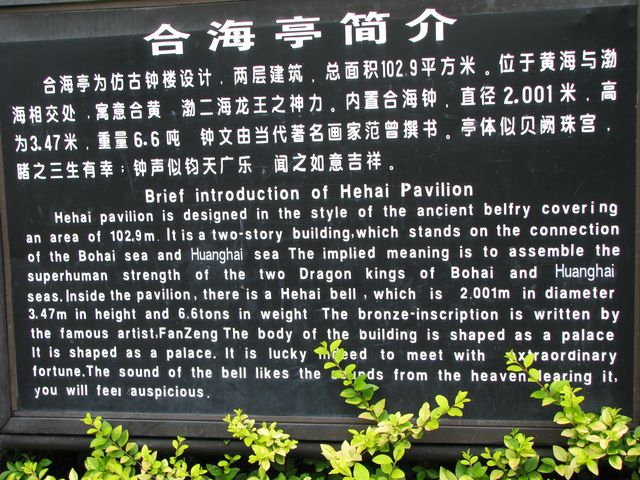 合海亭简介
合海亭为仿古钟楼设计，两层建筑，总面积102.9平方米。位于黄海与渤
海相交处，寓意合黄、渤二海龙王之神力。内置合海钟，直径2.001米，高
为3.47米，重量6.6吨　钟文由当代著名画家范曾撰书。亭体似贝阙珠宫，
睹之三生有幸；钟声似钧天广乐，闻之如意吉祥。
Brief introduction of Hehai Pavilion
Hehai pavilion is designed in the style of the ancient belfry covering
an area of 102.9m. It is a two-story building,which stands on the connection
of the Bohai sea and Huanghai sea The implied meaning is to assemble the
superhuman strength of the two Dragon kings of Bohai and Huanghai
seas.Inside the pavilion, there is a Hehai bell, which is 2.001m in diameter
3.47m in height and 6.6tons in weight The bronze-inscription is written by
the famous artist,FanZeng The body of the building is shaped as a palace
It is shaped as a palace. It is lucky to meet with
fortune.The sound of the bell likes the from the heaven. it,
you will feel auspicious.